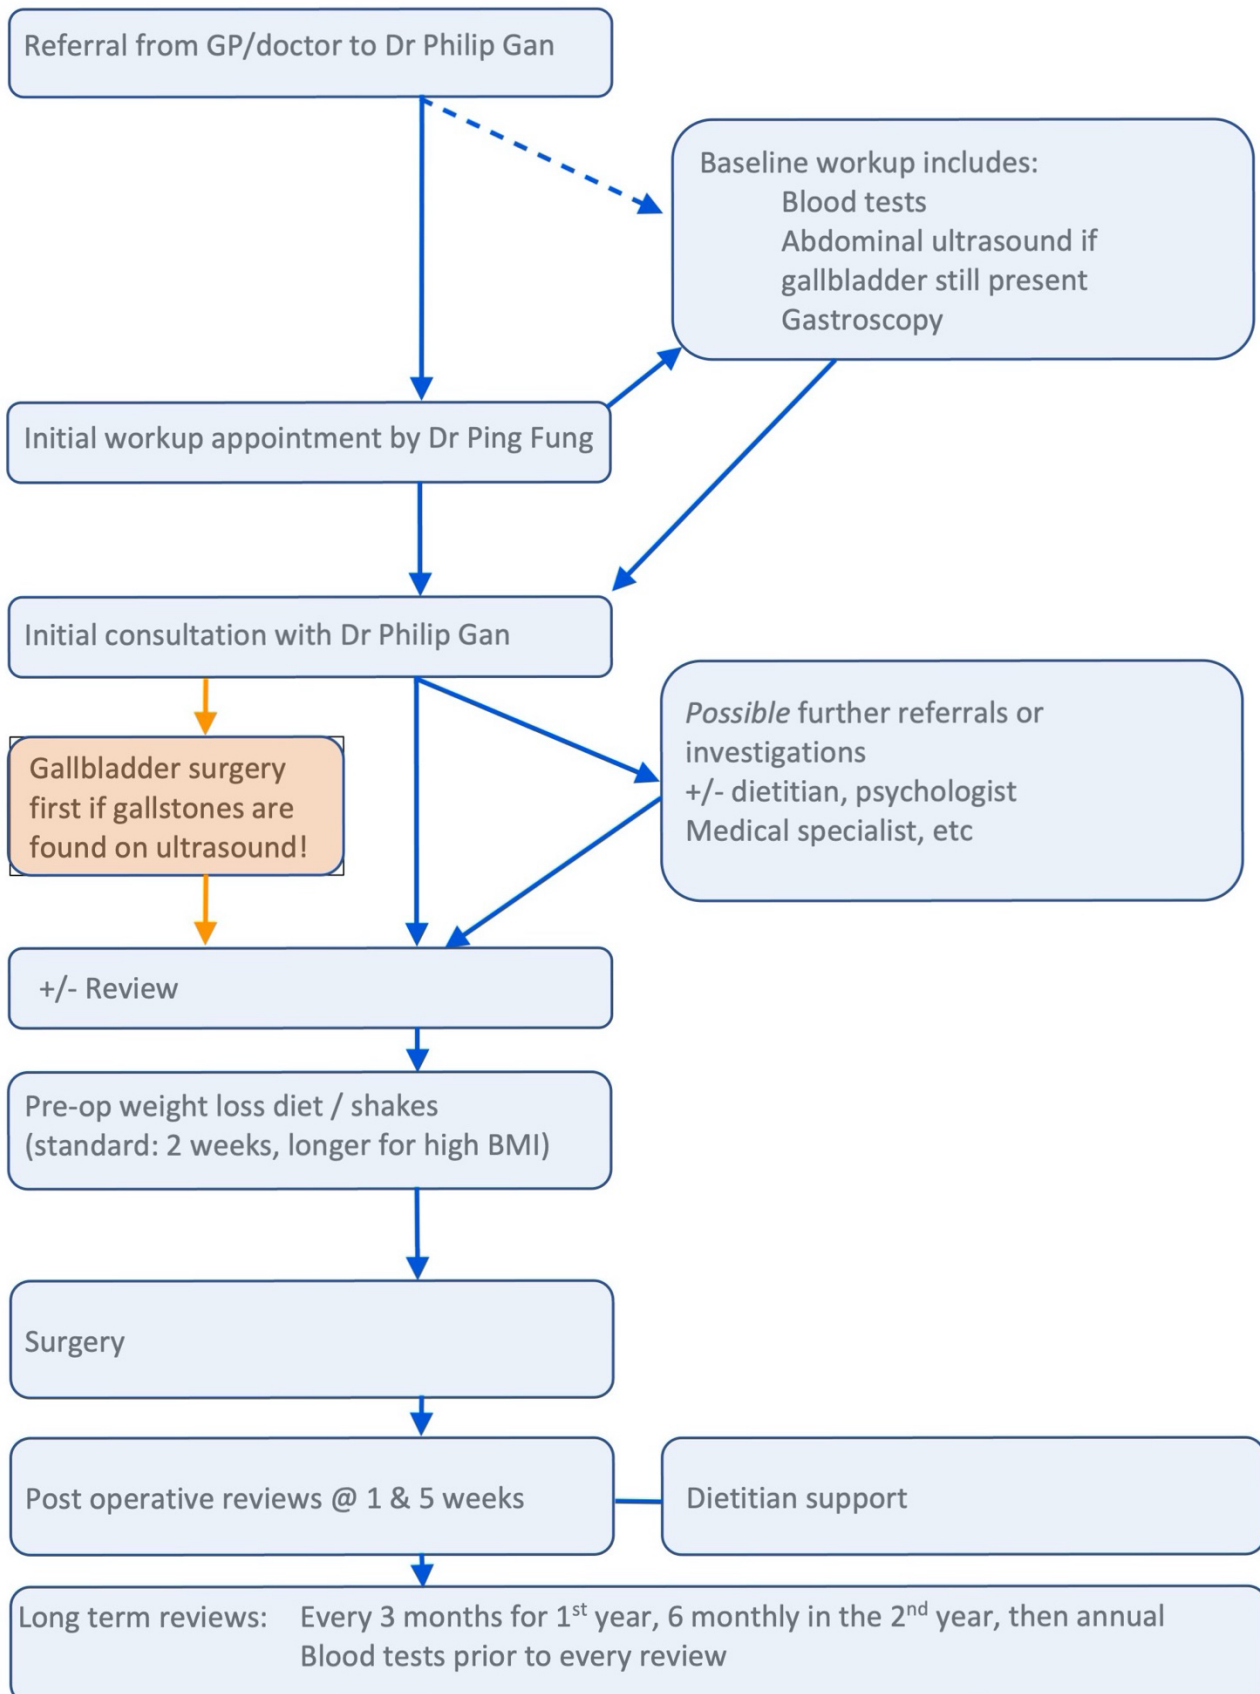 Referral from GP/doctor to Dr Philip Gan
Baseline workup includes:
Blood tests
Abdominal ultrasound if
gallbladder still present
Gastroscopy
Initial workup appointment by Dr Ping Fung
Initial consultation with Dr Philip Gan
Gallbladder surgery
first if gallstones are
found on ultrasound!
Possible further referrals or
investigations
+/- dietitian, psychologist
Medical specialist, etc
+/- Review
Pre-op weight loss diet / shakes
(standard: 2 weeks, longer for high BMI)
Surgery
Post operative reviews @ 1 & 5 weeks
Dietitian support
Long term reviews: Every 3 months for 1st year, 6 monthly in the 2nd year, then annual
Blood tests prior to every review